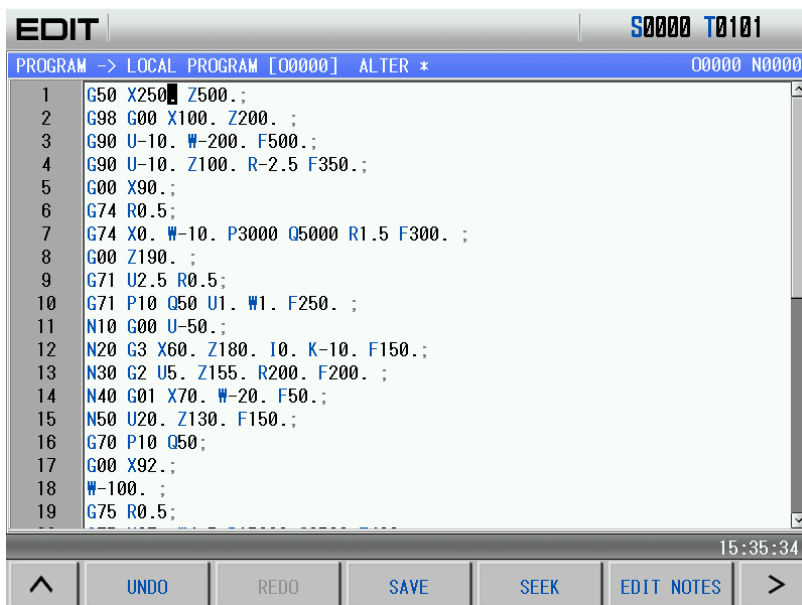 EDIT S0000 T0101
PROGRAM -> LOCAL PROGRAM [O0000] ALTER * O0000 N0000
1 G50 X250. Z500.;
2 G98 G00 X100. Z200. ;
3 G90 U-10. W-200. F500.;
4 G90 U-10. Z100. R-2.5 F350.;
5 G00 X90.;
6 G74 R0.5;
7 G74 X0. W-10. P3000 Q5000 R1.5 F300. ;
8 G00 Z190. ;
9 G71 U2.5 R0.5;
10 G71 P10 Q50 U1. W1. F250. ;
11 N10 G00 U-50.;
12 N20 G3 X60. Z180. I0. K-10. F150.;
13 N30 G2 U5. Z155. R200. F200. ;
14 N40 G01 X70. W-20. F50.;
15 N50 U20. Z130. F150.;
16 G70 P10 Q50;
17 G00 X92.;
18 W-100. ;
19 G75 R0.5;
15:35:34
^ UNDO REDO SAVE SEEK EDIT NOTES >